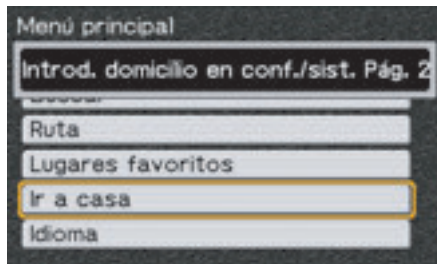 Menú principal
Introd. domicilio en conf./sist. Pág. 2
Ruta
Lugares favoritos
Ir a casa
Idioma